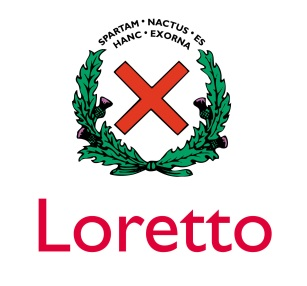 SPARTAM · NACTUS · ES
HANC · EXORNA
Loretto